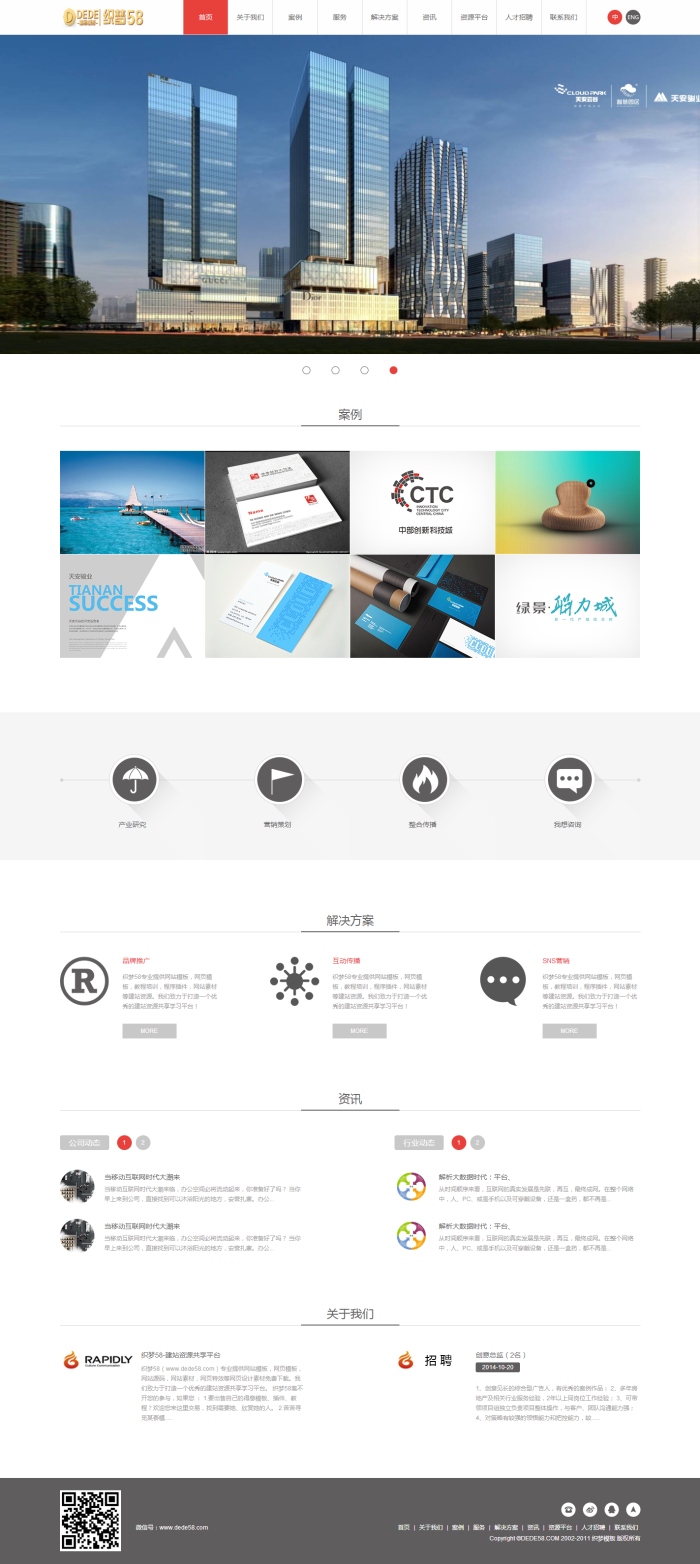 DEDE 织梦58
首页 关于我们 案例 服务 解决方案 资讯 资源平台 人才招聘 联系我们 中 ENG
CLOUD PARK
天安云谷
智慧园区
GUCCI
Dior
案例
Name
CTC
INNOVATION
TECHNOLOGY CITY
CENTRAL CHINA
中部创新科技城
天安骏业
TIANAN
SUCCESS
绿景·
产业研究 营销策划 整合传播 我想咨询
解决方案
R
品牌推广
织梦58专业提供网站模板，网页模
板，教程培训，程序插件，网站素材
等建站资源。我们致力于打造一个优
秀的建站资源共享学习平台！
MORE
互动传播
织梦58专业提供网站模板，网页模
板，教程培训，程序插件，网站素材
等建站资源。我们致力于打造一个优
秀的建站资源共享学习平台！
MORE
SNS营销
织梦58专业提供网站模板，网页模
板，教程培训，程序插件，网站素材
等建站资源。我们致力于打造一个优
秀的建站资源共享学习平台！
MORE
资讯
公司动态 1 2
当移动互联网时代大潮来
当移动互联网时代大潮来临，办公空间必将流动起来，你准备好了吗？ 当你
早上来到公司，直接找到可以沐浴阳光的地方，安营扎寨。办公...
当移动互联网时代大潮来
当移动互联网时代大潮来临，办公空间必将流动起来，你准备好了吗？ 当你
早上来到公司，直接找到可以沐浴阳光的地方，安营扎寨。办公...
行业动态 1 2
解析大数据时代：平台、
从时间顺序来看，互联网的真实发展是先联，再互，最终成网。在整个网络
中，人、PC、或是手机以及可穿戴设备，还是一盒药，都不再是...
解析大数据时代：平台、
从时间顺序来看，互联网的真实发展是先联，再互，最终成网。在整个网络
中，人、PC、或是手机以及可穿戴设备，还是一盒药，都不再是...
关于我们
RAPIDLY
织梦58-建站资源共享平台
织梦58（www.dede58.com）专业提供网站模板，网页模板，
网站源码，网站素材，网页特效等网页设计素材免费下载。我
们致力于打造一个优秀的建站资源共享学习平台。织梦58离不
开您的参与，如果您 ： 1 要出售自己的得意模板、插件、教
程？欢迎您来这里交易，找到需要她、欣赏她的人。 2
招聘
创意总监（2名）
2014-10-20
1、创意见长的综合型广告人，有优秀的案例作品； 2、多年房
地产及相关行业服务经验，2年以上同岗位工作经验； 3、可带
领项目组独立负责项目整体操作，与客户、团队沟通能力强；
4、对策略有较强的领悟能力和把控能力，敏....
微信号：www.dede58.com
首页 | 关于我们 | 案例 | 服务 | 解决方案 | 资讯 | 资源平台 | 人才招聘 | 联系我们
Copyright ©DEDE58.COM 2002-2011 织梦模板 版权所有